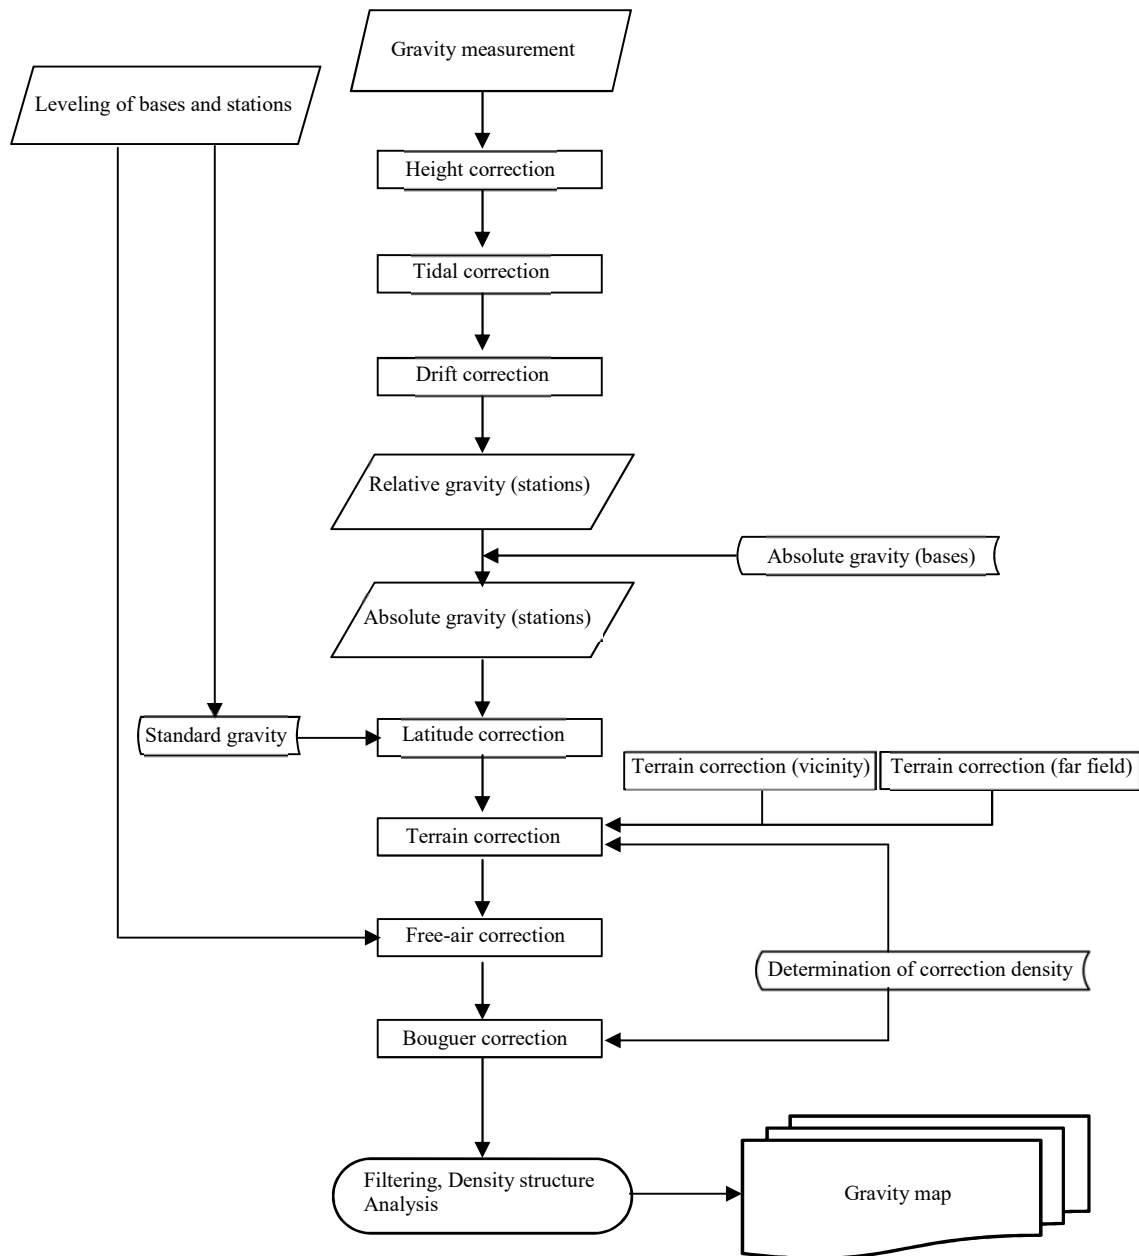 Gravity measurement
Leveling of bases and stations
Height correction
Tidal correction
Drift correction
Relative gravity (stations)
Absolute gravity (bases)
Absolute gravity (stations)
Standard gravity
Latitude correction
Terrain correction (vicinity)
Terrain correction (far field)
Terrain correction
Free-air correction
Determination of correction density
Bouguer correction
Filtering, Density structure
Analysis
Gravity map